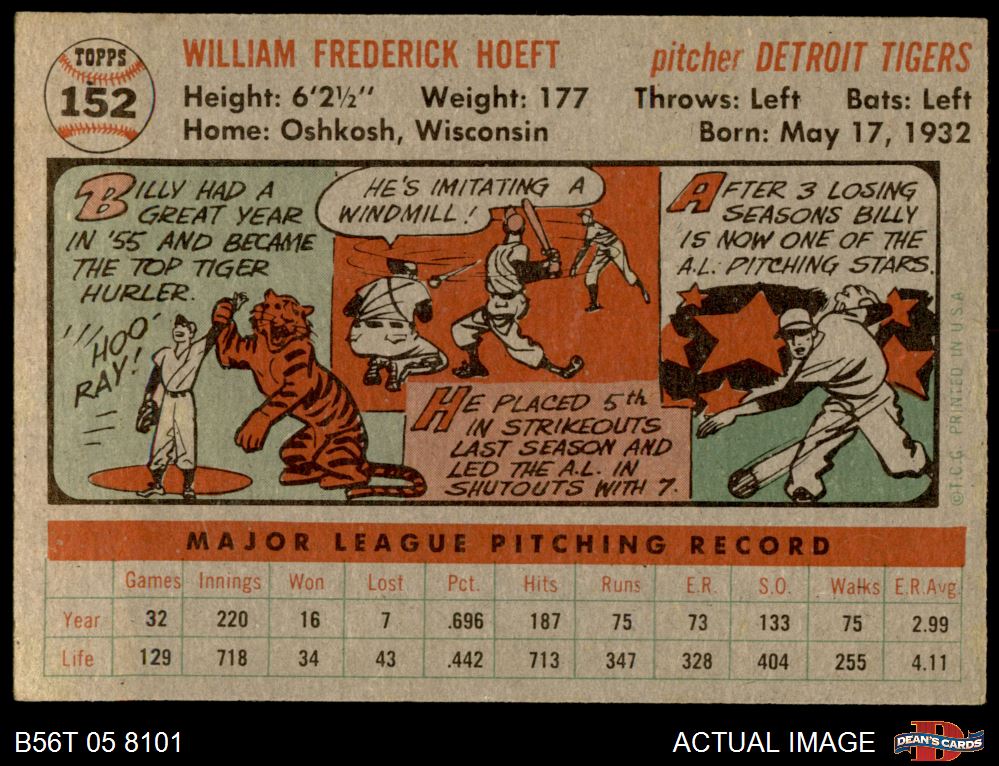 TOPPS
152
WILLIAM FREDERICK HOEFT
pitcher DETROIT TIGERS
Height: 6'2½" Weight: 177 Throws: Left Bats: Left
Home: Oshkosh, Wisconsin Born: May 17, 1932
BILLY HAD A
GREAT YEAR
IN '55 AND BECAME
THE TOP TIGER
HURLER.
HOO
RAY!
HE'S IMITATING A
WINDMILL!
HE PLACED 5th
IN STRIKEOUTS
LAST SEASON AND
LED THE A.L. IN
SHUTOUTS WITH 7.
AFTER 3 LOSING
SEASONS BILLY
IS NOW ONE OF THE
A.L. PITCHING STARS.
©T.C.G. PRINTED IN U.S.A.
MAJOR LEAGUE PITCHING RECORD
Games Innings Won Lost Pct. Hits Runs E.R. S.O. Walks E.R.Avg.
Year 32 220 16 7 .696 187 75 73 133 75 2.99
Life 129 718 34 43 .442 713 347 328 404 255 4.11
B56T 05 8101
ACTUAL IMAGE
DEAN'S CARDS